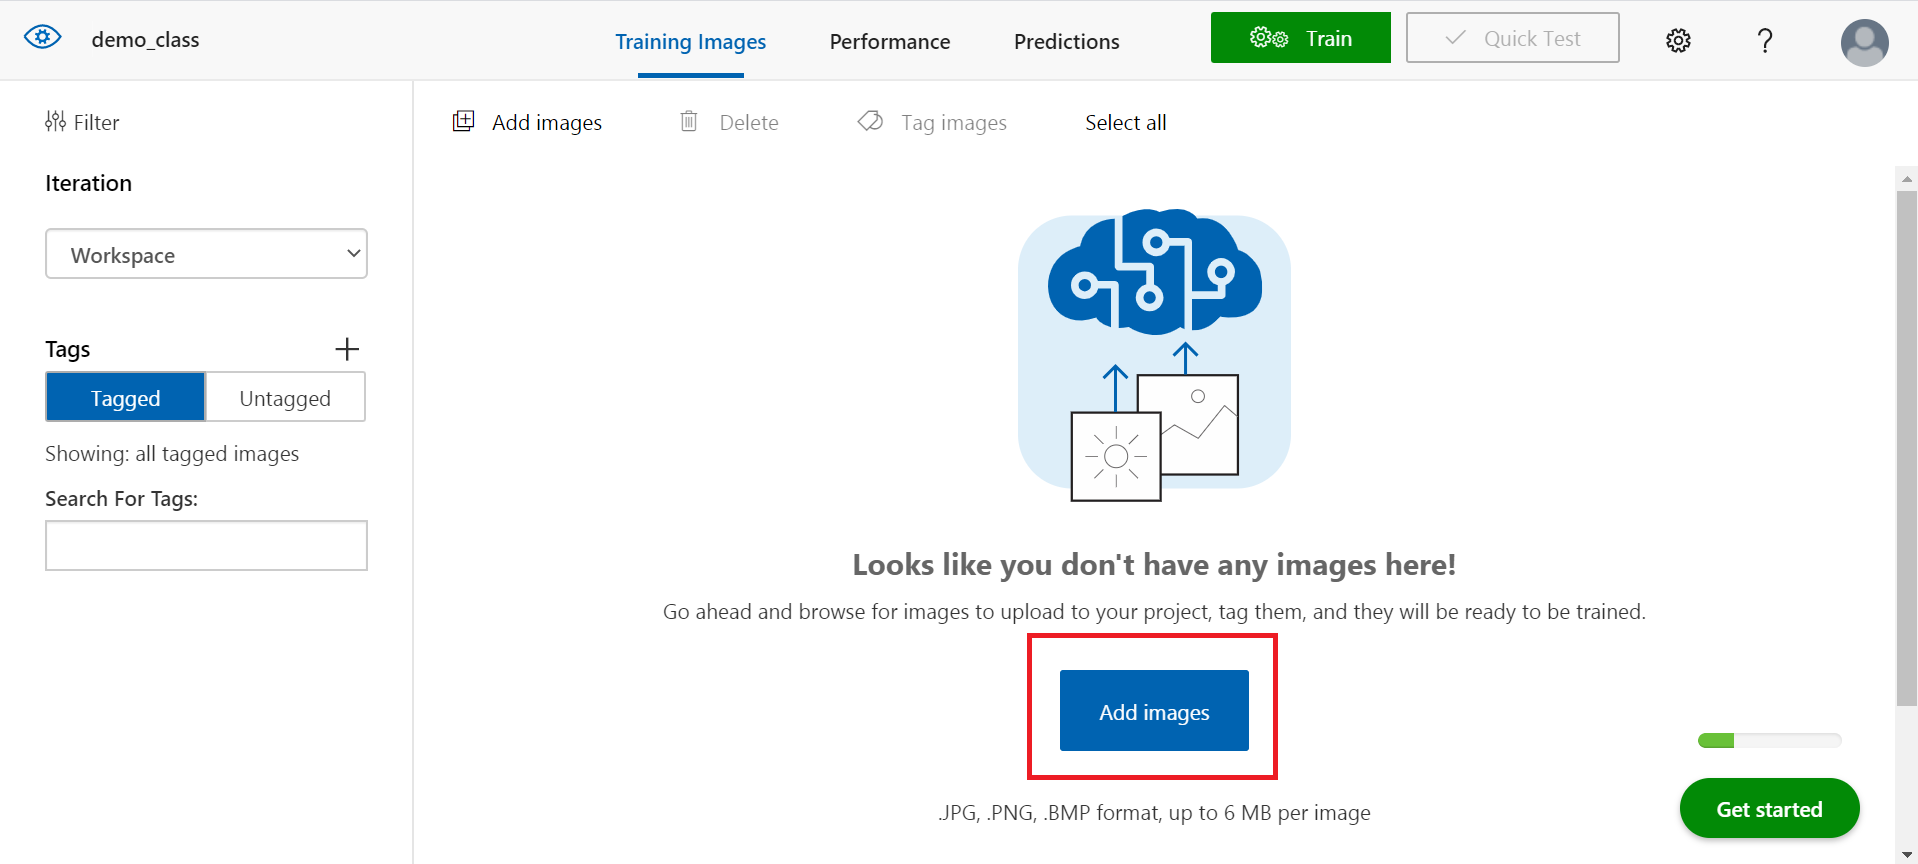 demo_class
Training Images
Performance
Predictions
Train
Quick Test
?
Filter
Iteration
Workspace
Tags
Tagged
Untagged
Showing: all tagged images
Search For Tags:
Add images
Delete
Tag images
Select all
Looks like you don't have any images here!
Go ahead and browse for images to upload to your project, tag them, and they will be ready to be trained.
Add images
.JPG, .PNG, .BMP format, up to 6 MB per image
Get started